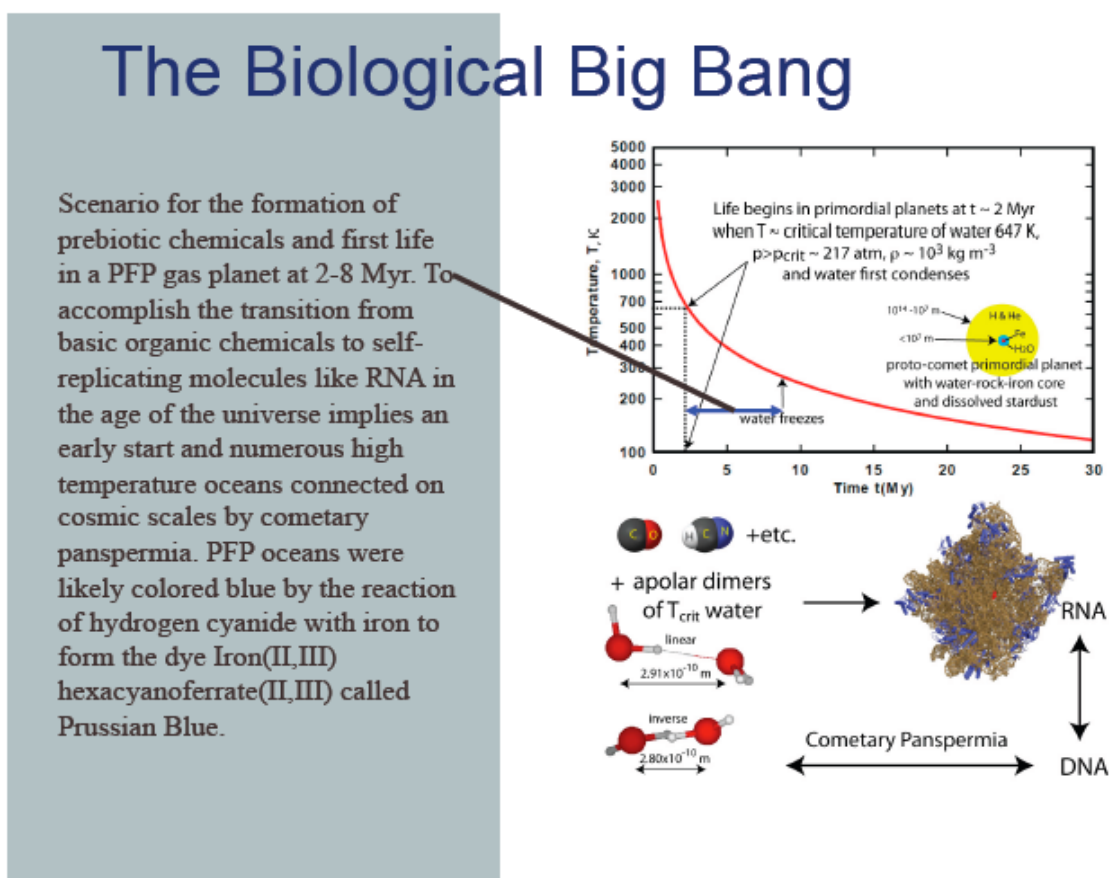 The Biological Big Bang
Scenario for the formation of
prebiotic chemicals and first life
in a PFP gas planet at 2-8 Myr. To
accomplish the transition from
basic organic chemicals to self-
replicating molecules like RNA in
the age of the universe implies an
early start and numerous high
temperature oceans connected on
cosmic scales by cometary
panspermia. PFP oceans were
likely colored blue by the reaction
of hydrogen cyanide with iron to
form the dye Iron(II,III)
hexacyanoferrate(II,III) called
Prussian Blue.
5000
4000
3000
2000
1000
700
500
400
300
200
100
Temperature, T, K
Life begins in primordial planets at t ~ 2 Myr
when T ≈ critical temperature of water 647 K,
p>pcrit ~ 217 atm, ρ ~ 10³ kg m⁻³
and water first condenses
10¹⁴-10⁷ m
H & He
<10⁷ m
Fe
H₂O
proto-comet primordial planet
with water-rock-iron core
and dissolved stardust
water freezes
0 5 10 15 20 25 30
Time t(My)
C O H C N +etc.
+ apolar dimers
of Tcrit water
linear
2.91x10⁻¹⁰ m
inverse
2.80x10⁻¹⁰ m
RNA
Cometary Panspermia
DNA